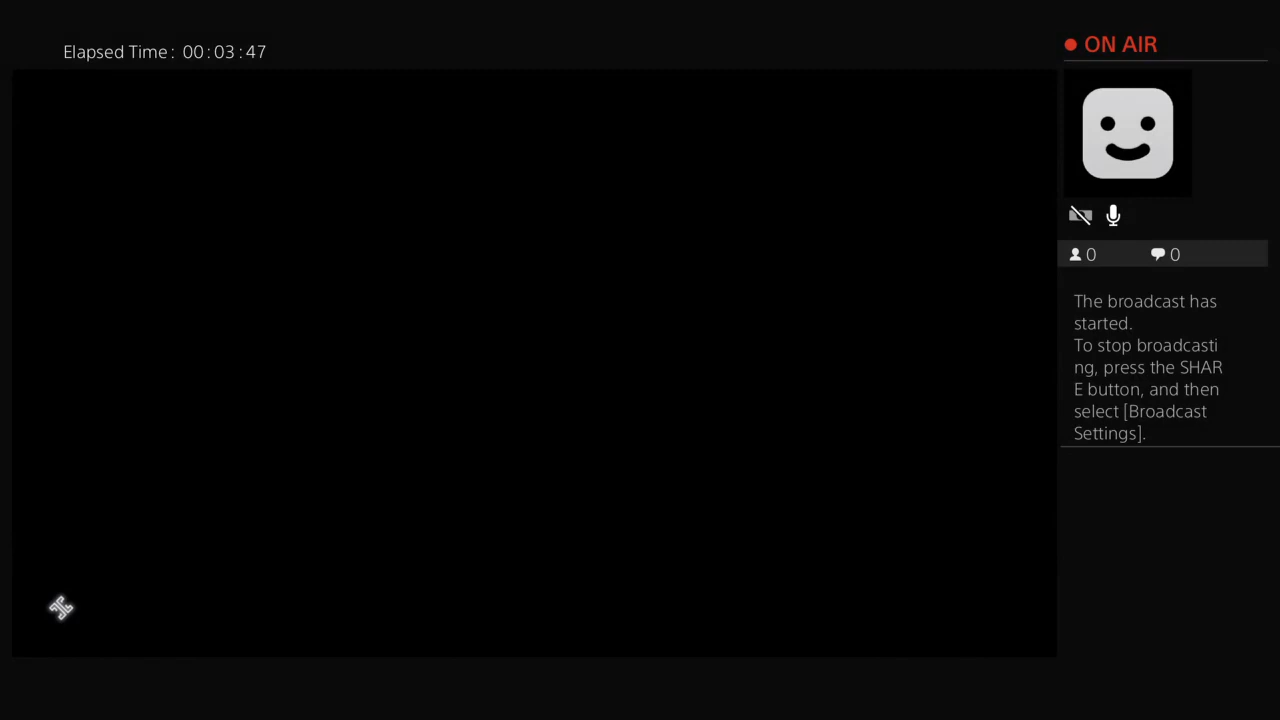 Elapsed Time: 00:03:47
ON AIR
0
0
The broadcast has
started.
To stop broadcasti
ng, press the SHAR
E button, and then
select [Broadcast
Settings].